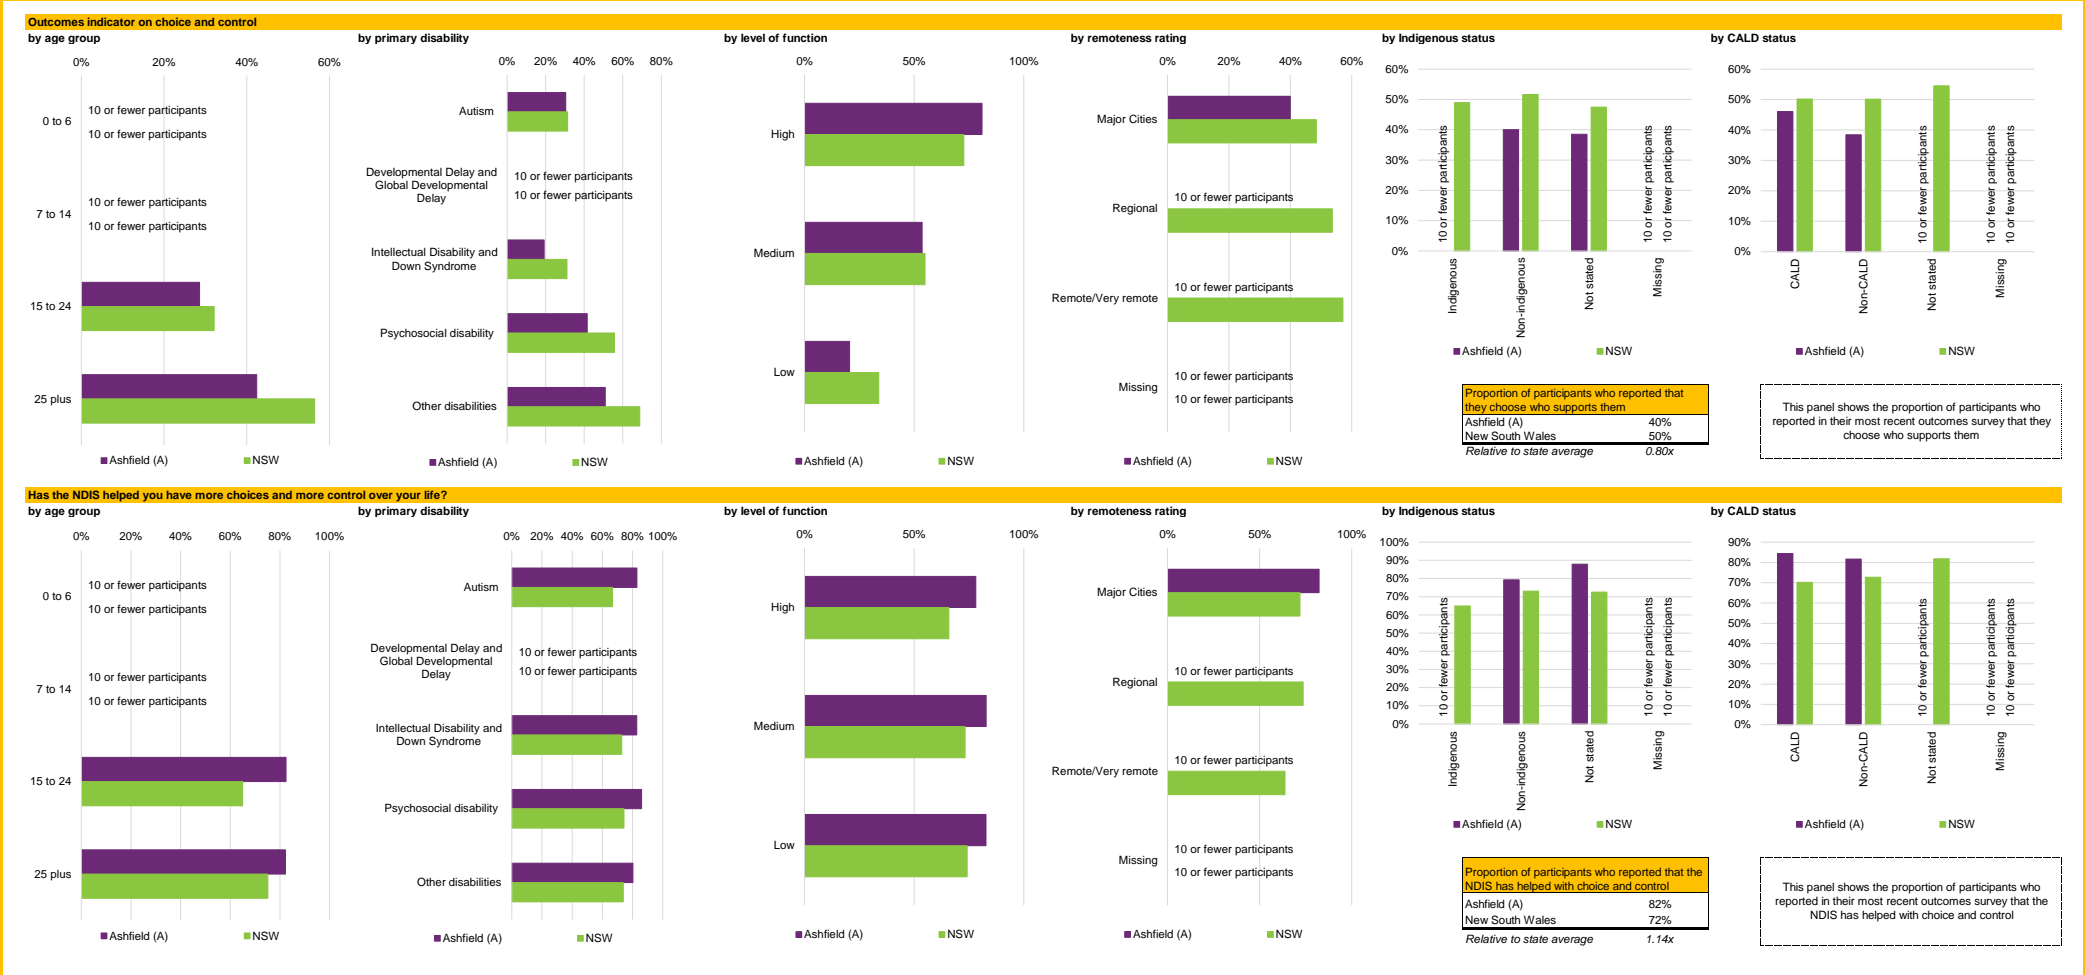 Outcomes indicator on choice and control
by age group
0% 20% 40% 60%
0 to 6
10 or fewer participants
10 or fewer participants
7 to 14
10 or fewer participants
10 or fewer participants
15 to 24
25 plus
Ashfield (A) NSW
by primary disability
0% 20% 40% 60% 80%
Autism
Developmental Delay and
Global Developmental
Delay
10 or fewer participants
10 or fewer participants
Intellectual Disability and
Down Syndrome
Psychosocial disability
Other disabilities
Ashfield (A) NSW
by level of function
0% 50% 100%
High
Medium
Low
Ashfield (A) NSW
by remoteness rating
0% 20% 40% 60%
Major Cities
Regional
10 or fewer participants
Remote/Very remote
10 or fewer participants
Missing
10 or fewer participants
10 or fewer participants
Ashfield (A) NSW
by Indigenous status
60%
50%
40%
30%
20%
10%
0%
10 or fewer participants
10 or fewer participants
10 or fewer participants
Indigenous
Non-indigenous
Not stated
Missing
Ashfield (A) NSW
by CALD status
60%
50%
40%
30%
20%
10%
0%
10 or fewer participants
10 or fewer participants
10 or fewer participants
CALD
Non-CALD
Not stated
Missing
Ashfield (A) NSW
Proportion of participants who reported that
they choose who supports them
Ashfield (A) 40%
New South Wales 50%
Relative to state average 0.80x
This panel shows the proportion of participants who
reported in their most recent outcomes survey that they
choose who supports them
Has the NDIS helped you have more choices and more control over your life?
by age group
0% 20% 40% 60% 80% 100%
0 to 6
10 or fewer participants
10 or fewer participants
7 to 14
10 or fewer participants
10 or fewer participants
15 to 24
25 plus
Ashfield (A) NSW
by primary disability
0% 20% 40% 60% 80% 100%
Autism
Developmental Delay and
Global Developmental
Delay
10 or fewer participants
10 or fewer participants
Intellectual Disability and
Down Syndrome
Psychosocial disability
Other disabilities
Ashfield (A) NSW
by level of function
0% 50% 100%
High
Medium
Low
Ashfield (A) NSW
by remoteness rating
0% 50% 100%
Major Cities
Regional
10 or fewer participants
Remote/Very remote
10 or fewer participants
Missing
10 or fewer participants
10 or fewer participants
Ashfield (A) NSW
by Indigenous status
100%
90%
80%
70%
60%
50%
40%
30%
20%
10%
0%
10 or fewer participants
10 or fewer participants
10 or fewer participants
Indigenous
Non-indigenous
Not stated
Missing
Ashfield (A) NSW
by CALD status
90%
80%
70%
60%
50%
40%
30%
20%
10%
0%
10 or fewer participants
10 or fewer participants
10 or fewer participants
CALD
Non-CALD
Not stated
Missing
Ashfield (A) NSW
Proportion of participants who reported that the
NDIS has helped with choice and control
Ashfield (A) 82%
New South Wales 72%
Relative to state average 1.14x
This panel shows the proportion of participants who
reported in their most recent outcomes survey that the
NDIS has helped with choice and control